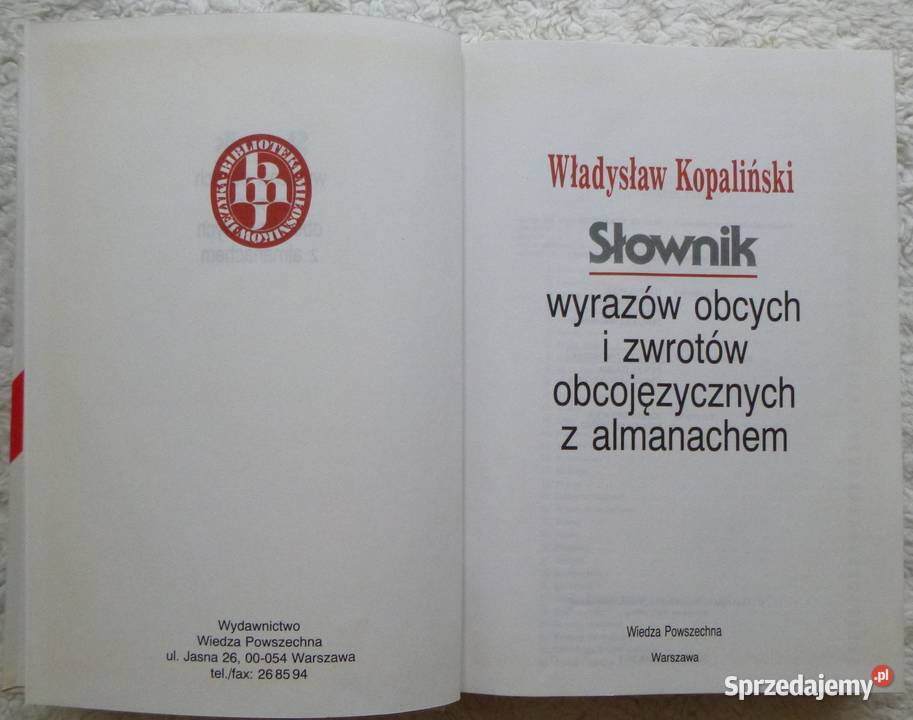 BIBLIOTEKA MIŁOŚNIKÓW JĘZYKA
bmj
Wydawnictwo
Wiedza Powszechna
ul. Jasna 26, 00-054 Warszawa
tel./fax: 26 85 94
Władysław Kopaliński
Słownik
wyrazów obcych
i zwrotów
obcojęzycznych
z almanachem
Wiedza Powszechna
Warszawa
Sprzedajemy.pl